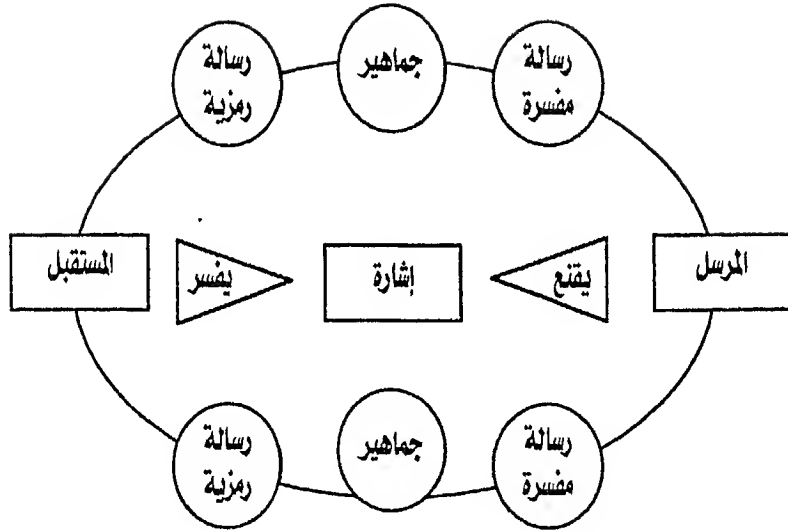 رسالة
مفسرة
جماهير
رسالة
رمزية
المرسل
يقنع
إشارة
يفسر
المستقبل
رسالة
مفسرة
جماهير
رسالة
رمزية